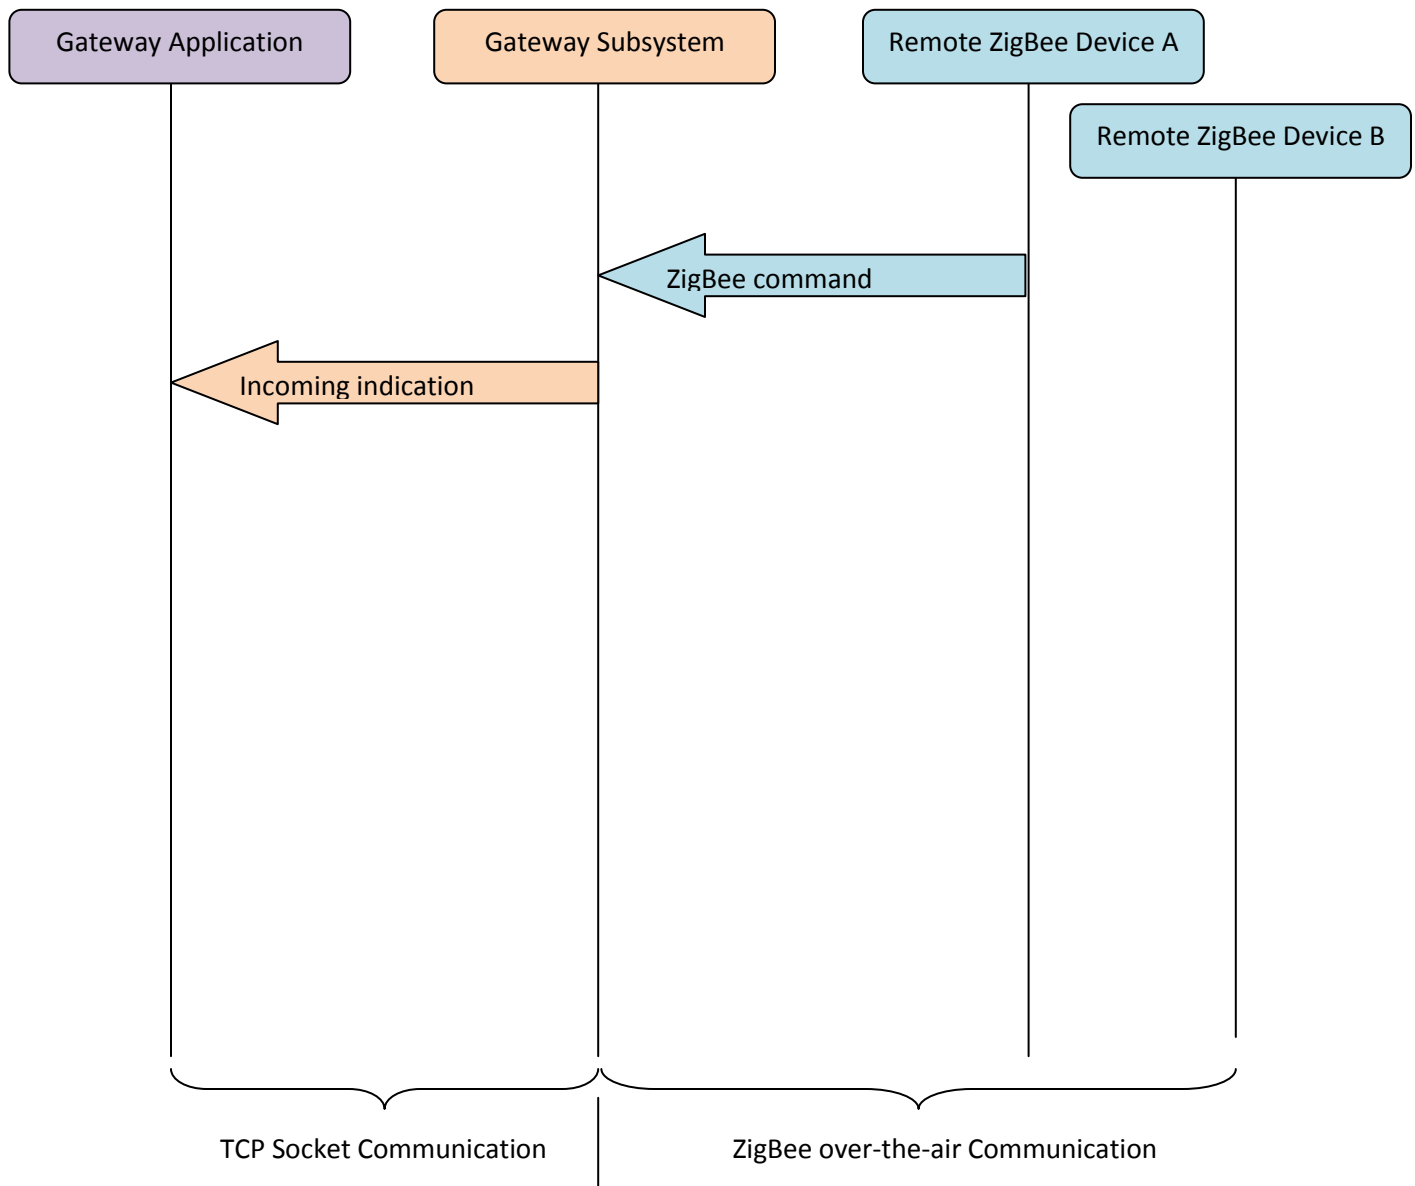 Gateway Application
Gateway Subsystem
Remote ZigBee Device A
Remote ZigBee Device B
ZigBee command
Incoming indication
TCP Socket Communication
ZigBee over-the-air Communication